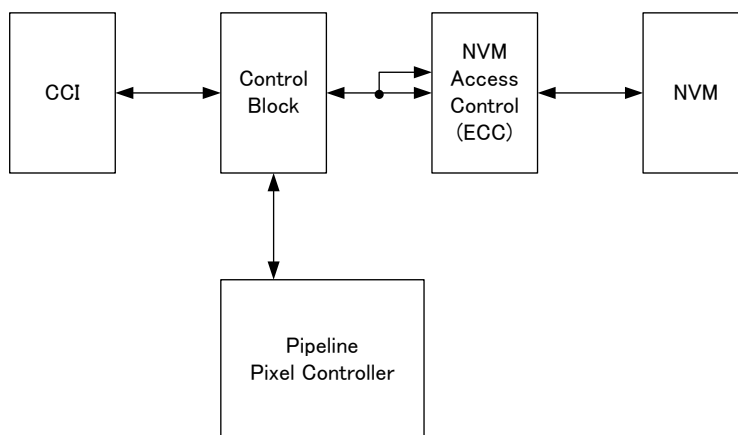 CCI
Control
Block
NVM
Access
Control
(ECC)
NVM
Pipeline
Pixel Controller